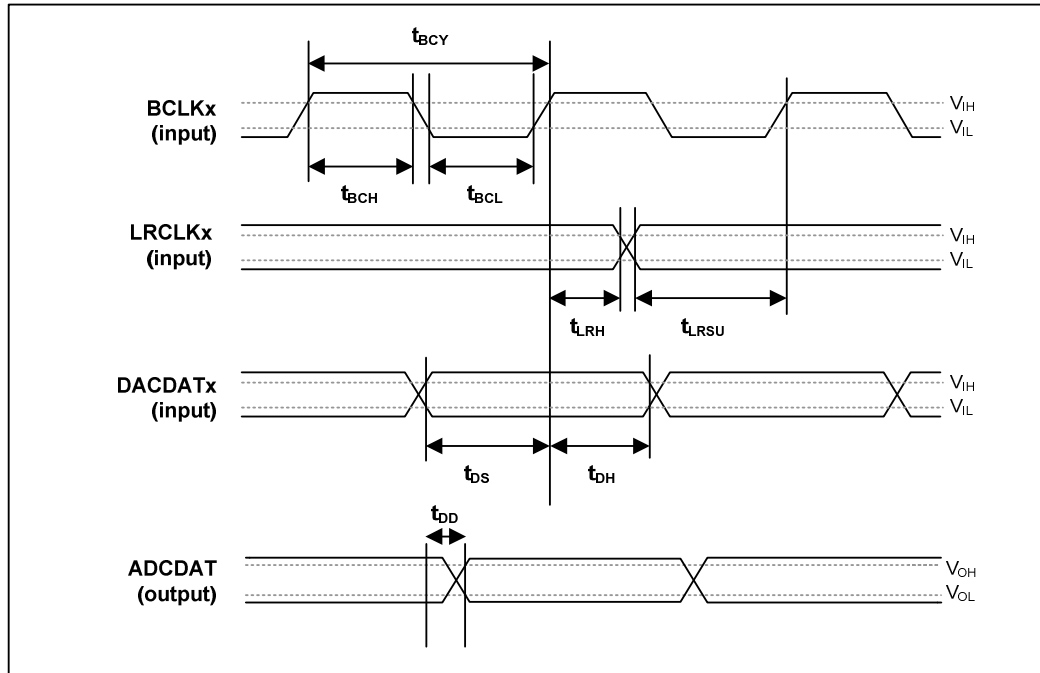 tBCY
BCLKx
(input)
VIH
VIL
tBCH
tBCL
LRCLKx
(input)
VIH
VIL
tLRH
tLRSU
DACDATx
(input)
VIH
VIL
tDS
tDH
tDD
ADCDAT
(output)
VOH
VOL